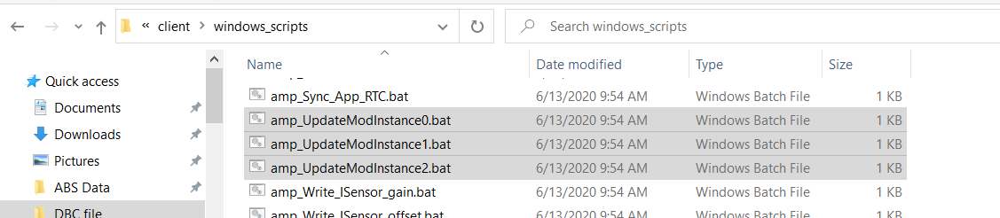 « client > windows_scripts
Search windows_scripts
Name Date modified Type Size
Quick access
Documents
Downloads
Pictures
ABS Data
DBC file
amp_Sync_App_RTC.bat 6/13/2020 9:54 AM Windows Batch File 1 KB
amp_UpdateModInstance0.bat 6/13/2020 9:54 AM Windows Batch File 1 KB
amp_UpdateModInstance1.bat 6/13/2020 9:54 AM Windows Batch File 1 KB
amp_UpdateModInstance2.bat 6/13/2020 9:54 AM Windows Batch File 1 KB
amp_Write_ISensor_gain.bat 6/13/2020 9:54 AM Windows Batch File 1 KB
amp_Write_ISensor_offset.bat 6/13/2020 9:54 AM Windows Batch File 1 KB